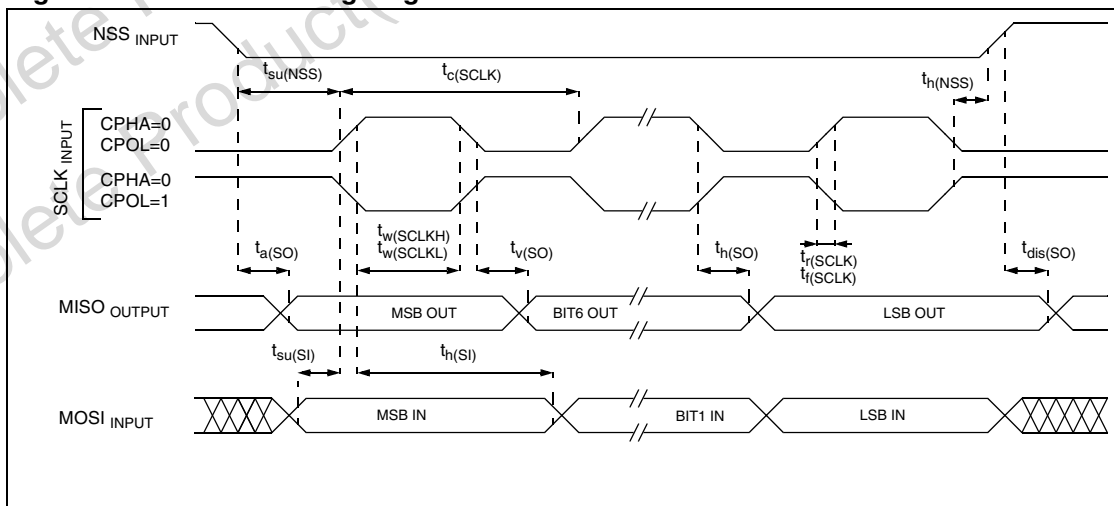 NSS INPUT
tsu(NSS)
tc(SCLK)
th(NSS)
SCLK INPUT
CPHA=0
CPOL=0
CPHA=0
CPOL=1
ta(SO)
tw(SCLKH)
tw(SCLKL)
tv(SO)
th(SO)
tr(SCLK)
tf(SCLK)
tdis(SO)
MISO OUTPUT
MSB OUT
BIT6 OUT
LSB OUT
tsu(SI)
th(SI)
MOSI INPUT
MSB IN
BIT1 IN
LSB IN